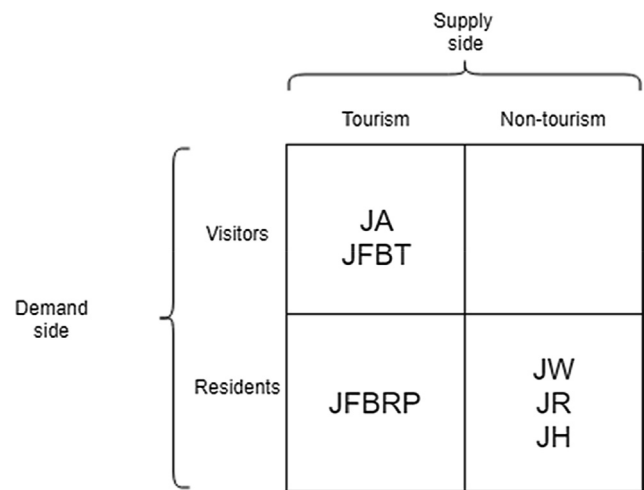 Supply
side
Tourism
Non-tourism
Visitors
JA
JFBT
Demand
side
Residents
JFBRP
JW
JR
JH